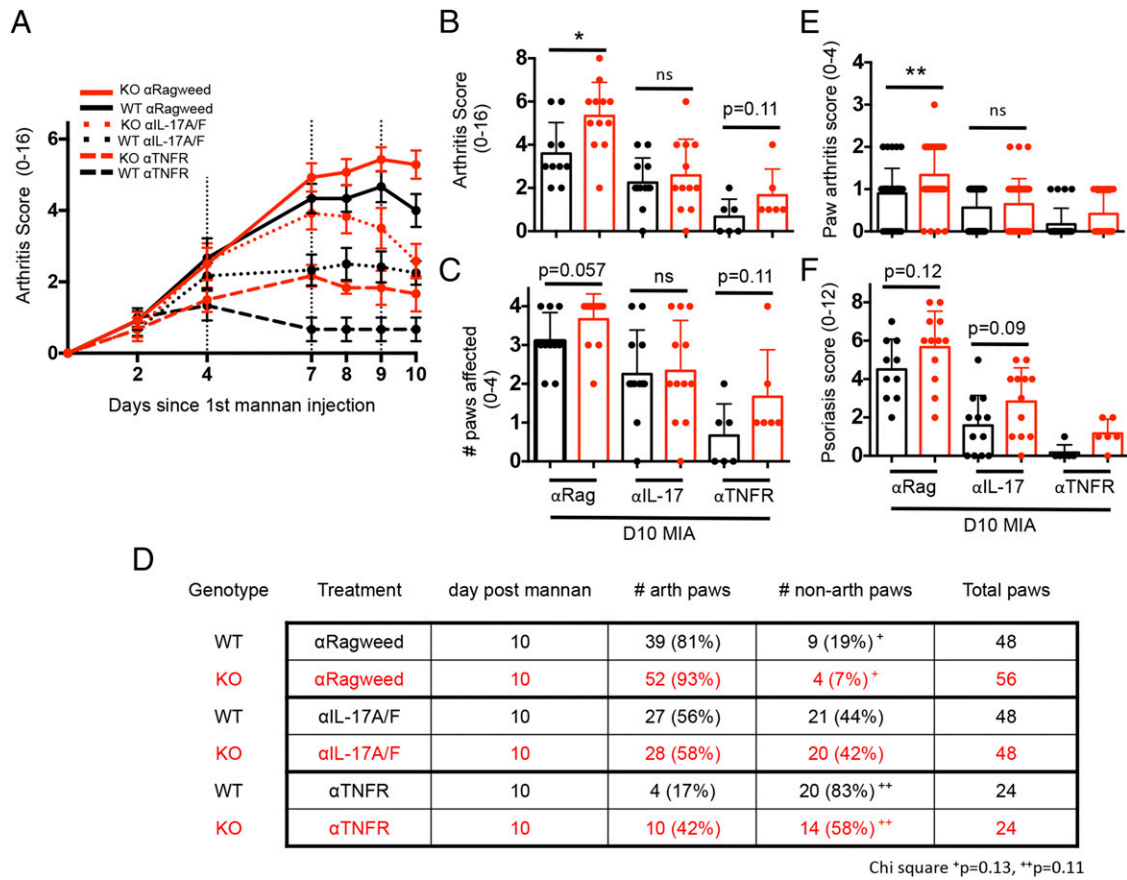 A
KO αRagweed
WT αRagweed
KO αIL-17A/F
WT αIL-17A/F
KO αTNFR
WT αTNFR
Arthritis Score (0-16)
6
4
2
0
2
4
7
8
9
10
Days since 1st mannan injection
B
Arthritis Score
(0-16)
8
6
4
2
0
*
ns
p=0.11
C
# paws affected
(0-4)
4
3
2
1
0
p=0.057
ns
p=0.11
αRag
αIL-17
αTNFR
D10 MIA
E
Paw arthritis score (0-4)
4
3
2
1
0
**
ns
F
Psoriasis score (0-12)
8
6
4
2
0
p=0.12
p=0.09
αRag
αIL-17
αTNFR
D10 MIA
D
Genotype Treatment day post mannan # arth paws # non-arth paws Total paws
WT αRagweed 10 39 (81%) 9 (19%) + 48
KO αRagweed 10 52 (93%) 4 (7%) + 56
WT αIL-17A/F 10 27 (56%) 21 (44%) 48
KO αIL-17A/F 10 28 (58%) 20 (42%) 48
WT αTNFR 10 4 (17%) 20 (83%) ++ 24
KO αTNFR 10 10 (42%) 14 (58%) ++ 24
Chi square +p=0.13, ++p=0.11